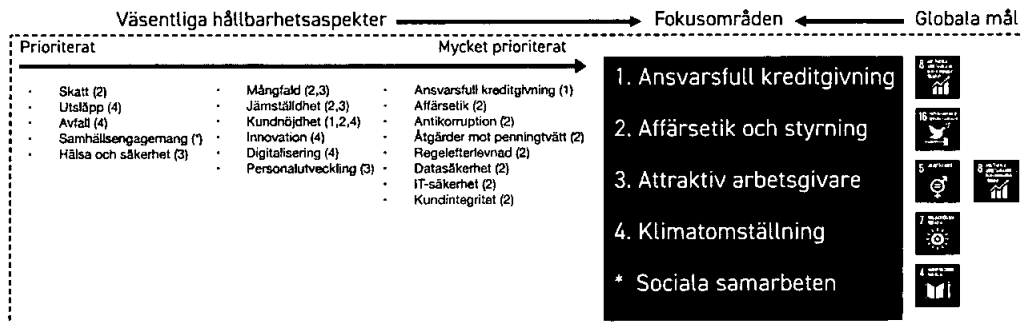 Väsentliga hållbarhetsaspekter
Fokusområden
Globala mål
Prioriterat
Mycket prioriterat
· Skatt (2)
· Utsläpp (4)
· Avfall (4)
· Samhällsengagemang (*)
· Hälsa och säkerhet (3)
· Mångfald (2,3)
· Jämställdhet (2,3)
· Kundnöjdhet (1,2,4)
· Innovation (4)
· Digitalisering (4)
· Personalutveckling (3)
· Ansvarsfull kreditgivning (1)
· Affärsetik (2)
· Antikorruption (2)
· Åtgärder mot penningtvätt (2)
· Regelefterlevnad (2)
· Datasäkerhet (2)
· IT-säkerhet (2)
· Kundintegritet (2)
1. Ansvarsfull kreditgivning
2. Affärsetik och styrning
3. Attraktiv arbetsgivare
4. Klimatomställning
* Sociala samarbeten
8
16
5
8
7
4